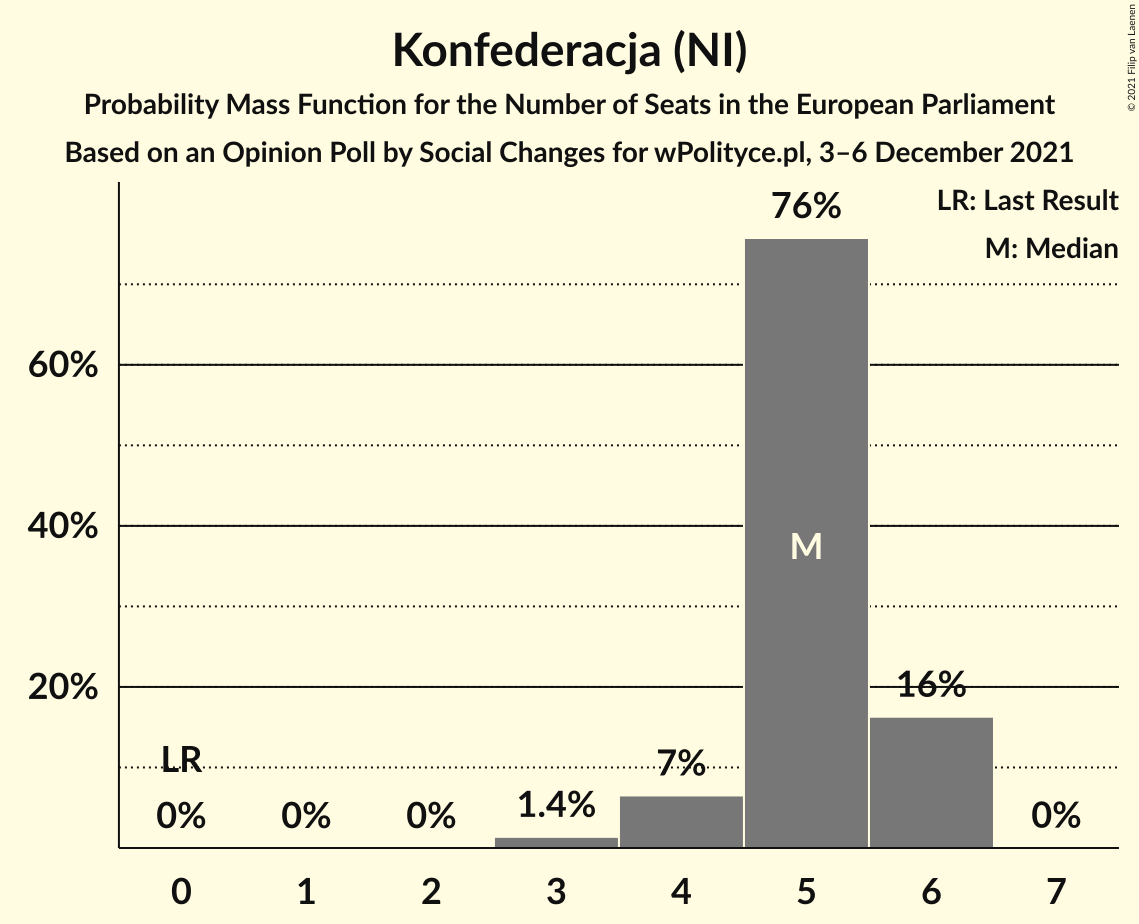 Konfederacja (NI)
Probability Mass Function for the Number of Seats in the European Parliament
Based on an Opinion Poll by Social Changes for wPolityce.pl, 3–6 December 2021
© 2021 Filip van Laenen
LR: Last Result
M: Median
76%
60%
40%
M
20%
16%
LR
7%
1.4%
0%
0%
0%
0%
0
1
2
3
4
5
6
7